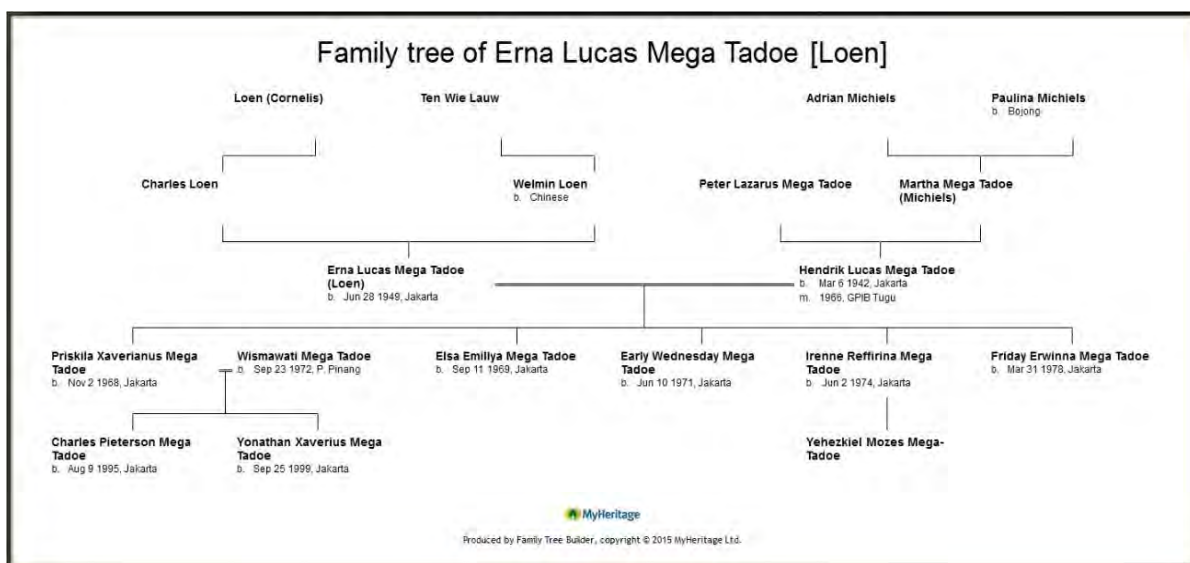 Family tree of Erna Lucas Mega Tadoe [Loen]
Loen (Cornelis)
Ten Wie Lauw
Adrian Michiels
Paulina Michiels
b. Bojong
Charles Loen
Welmin Loen
b. Chinese
Peter Lazarus Mega Tadoe
Martha Mega Tadoe
(Michiels)
Erna Lucas Mega Tadoe
(Loen)
b. Jun 28 1949, Jakarta
Hendrik Lucas Mega Tadoe
b. Mar 6 1942, Jakarta
m. 1966, GPIB Tugu
Priskila Xaverianus Mega
Tadoe
b. Nov 2 1968, Jakarta
Wismawati Mega Tadoe
b. Sep 23 1972, P. Pinang
Elsa Emiliya Mega Tadoe
b. Sep 11 1969, Jakarta
Early Wednesday Mega
Tadoe
b. Jun 10 1971, Jakarta
Irenne Reffirina Mega
Tadoe
b. Jun 2 1974, Jakarta
Friday Erwinna Mega Tadoe
b. Mar 31 1978, Jakarta
Charles Pieterson Mega
Tadoe
b. Aug 9 1995, Jakarta
Yonathan Xaverius Mega
Tadoe
b. Sep 25 1999, Jakarta
Yehezkiel Mozes Mega-
Tadoe
MyHeritage
Produced by Family Tree Builder, copyright © 2015 MyHeritage Ltd.